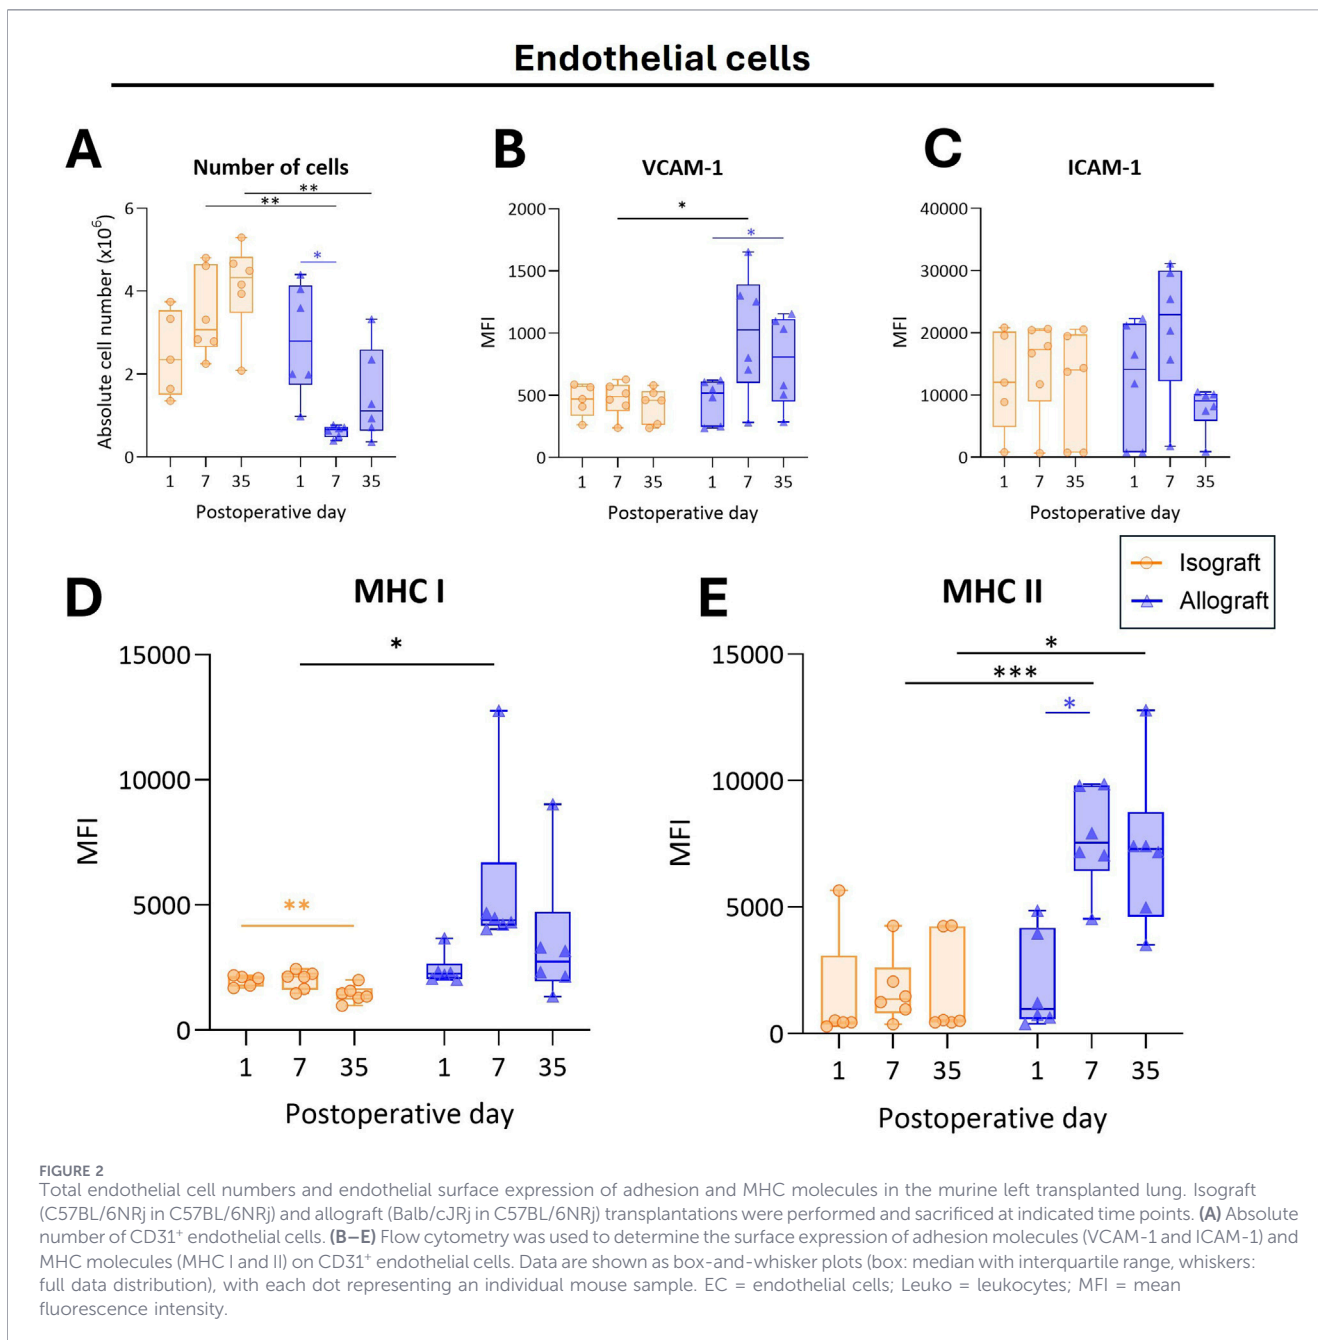 Endothelial cells
A
Number of cells
**
**
*
Absolute cell number (x10⁶)
6
4
2
0
1 7 35 1 7 35
Postoperative day
B
VCAM-1
*
*
MFI
2000
1500
1000
500
0
1 7 35 1 7 35
Postoperative day
C
ICAM-1
MFI
40000
30000
20000
10000
0
1 7 35 1 7 35
Postoperative day
Isograft
Allograft
D
MHC I
*
**
MFI
15000
10000
5000
0
1 7 35 1 7 35
Postoperative day
E
MHC II
*
***
*
MFI
15000
10000
5000
0
1 7 35 1 7 35
Postoperative day
FIGURE 2
Total endothelial cell numbers and endothelial surface expression of adhesion and MHC molecules in the murine left transplanted lung. Isograft
(C57BL/6NRj in C57BL/6NRj) and allograft (Balb/cJRj in C57BL/6NRj) transplantations were performed and sacrificed at indicated time points. (A) Absolute
number of CD31⁺ endothelial cells. (B–E) Flow cytometry was used to determine the surface expression of adhesion molecules (VCAM-1 and ICAM-1) and
MHC molecules (MHC I and II) on CD31⁺ endothelial cells. Data are shown as box-and-whisker plots (box: median with interquartile range, whiskers:
full data distribution), with each dot representing an individual mouse sample. EC = endothelial cells; Leuko = leukocytes; MFI = mean
fluorescence intensity.